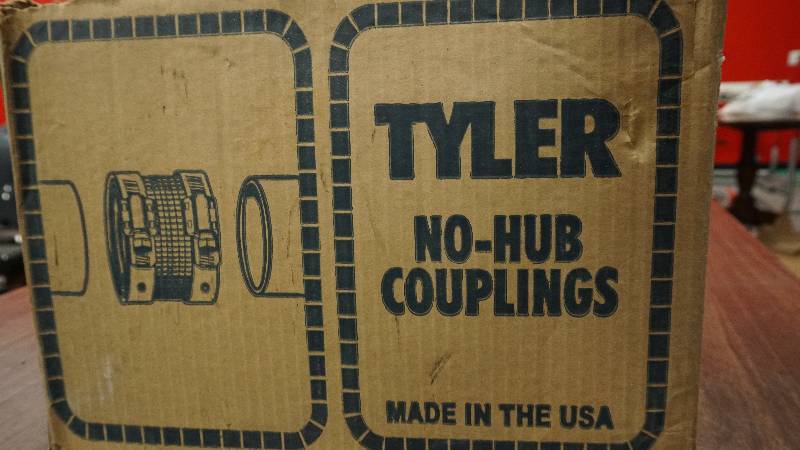 TYLER
NO-HUB
COUPLINGS
MADE IN THE USA